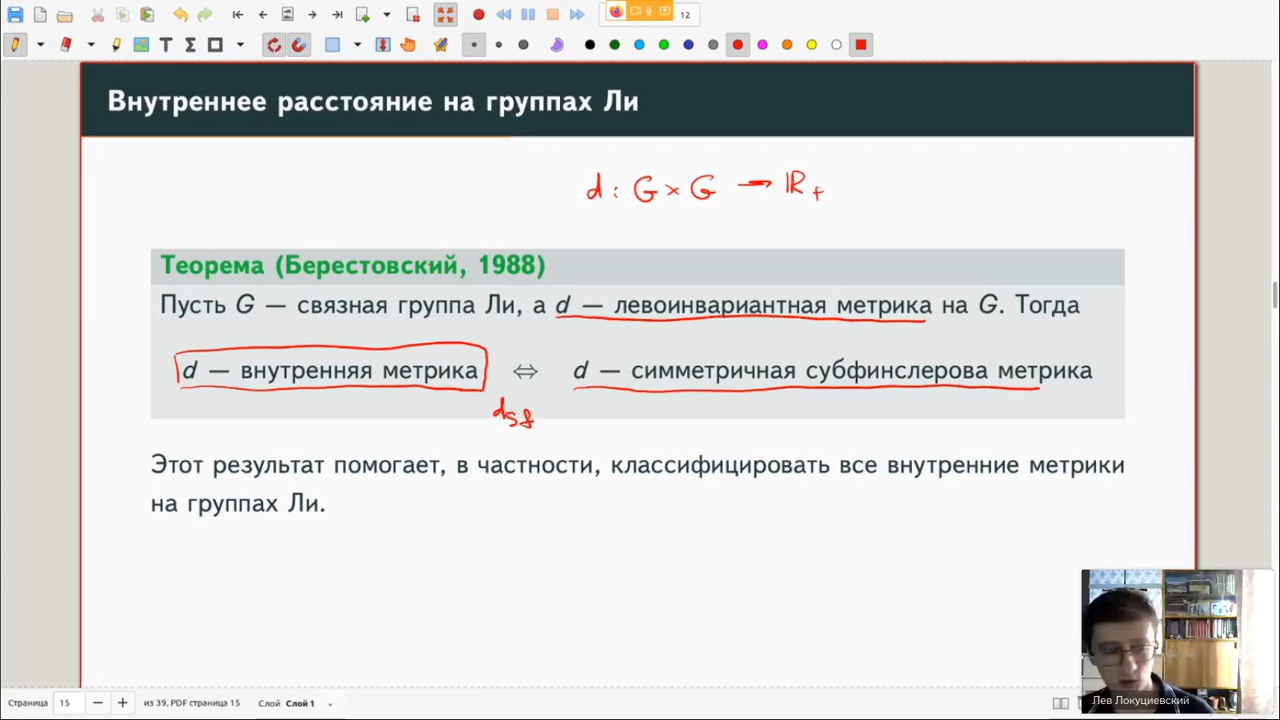 12
Внутреннее расстояние на группах Ли
d : G × G → ℝ₊
Теорема (Берестовский, 1988)
Пусть G — связная группа Ли, а d — левоинвариантная метрика на G. Тогда
d — внутренняя метрика ⇔ d — симметричная субфинслерова метрика
d_sf
Этот результат помогает, в частности, классифицировать все внутренние метрики
на группах Ли.
Лев Локуциевский
Страница 15 из 39, PDF страница 15 Слой Слой 1